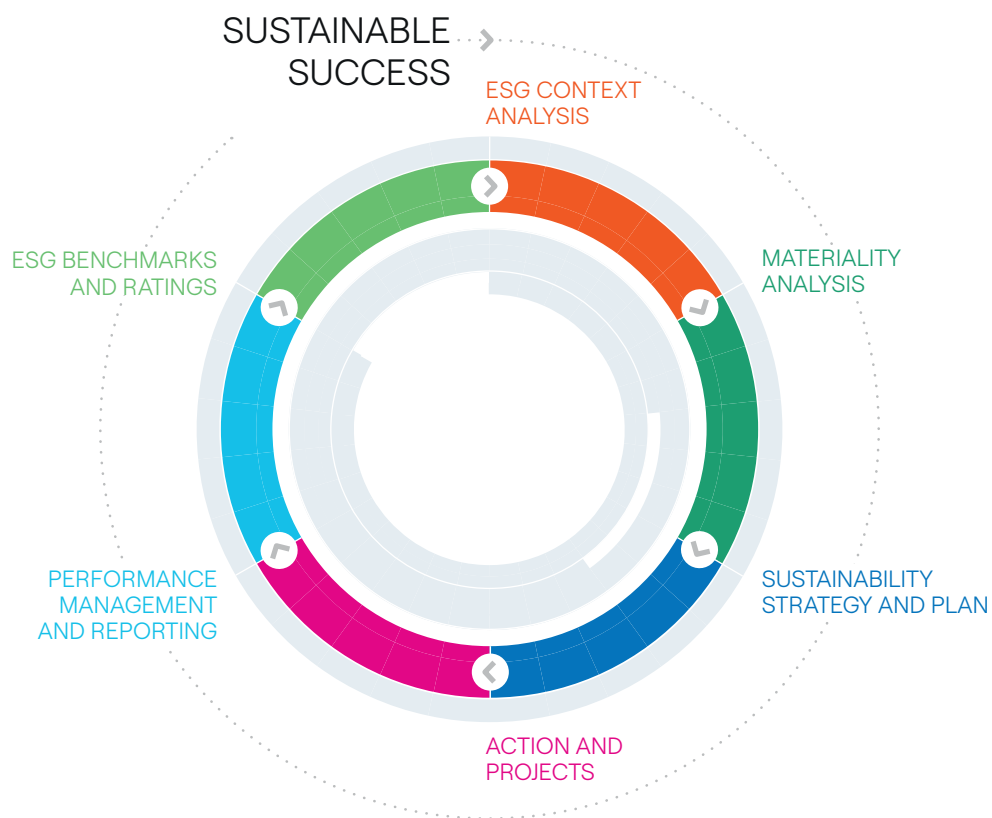 SUSTAINABLE
SUCCESS
ESG CONTEXT
ANALYSIS
MATERIALITY
ANALYSIS
SUSTAINABILITY
STRATEGY AND PLAN
ACTION AND
PROJECTS
PERFORMANCE
MANAGEMENT
AND REPORTING
ESG BENCHMARKS
AND RATINGS